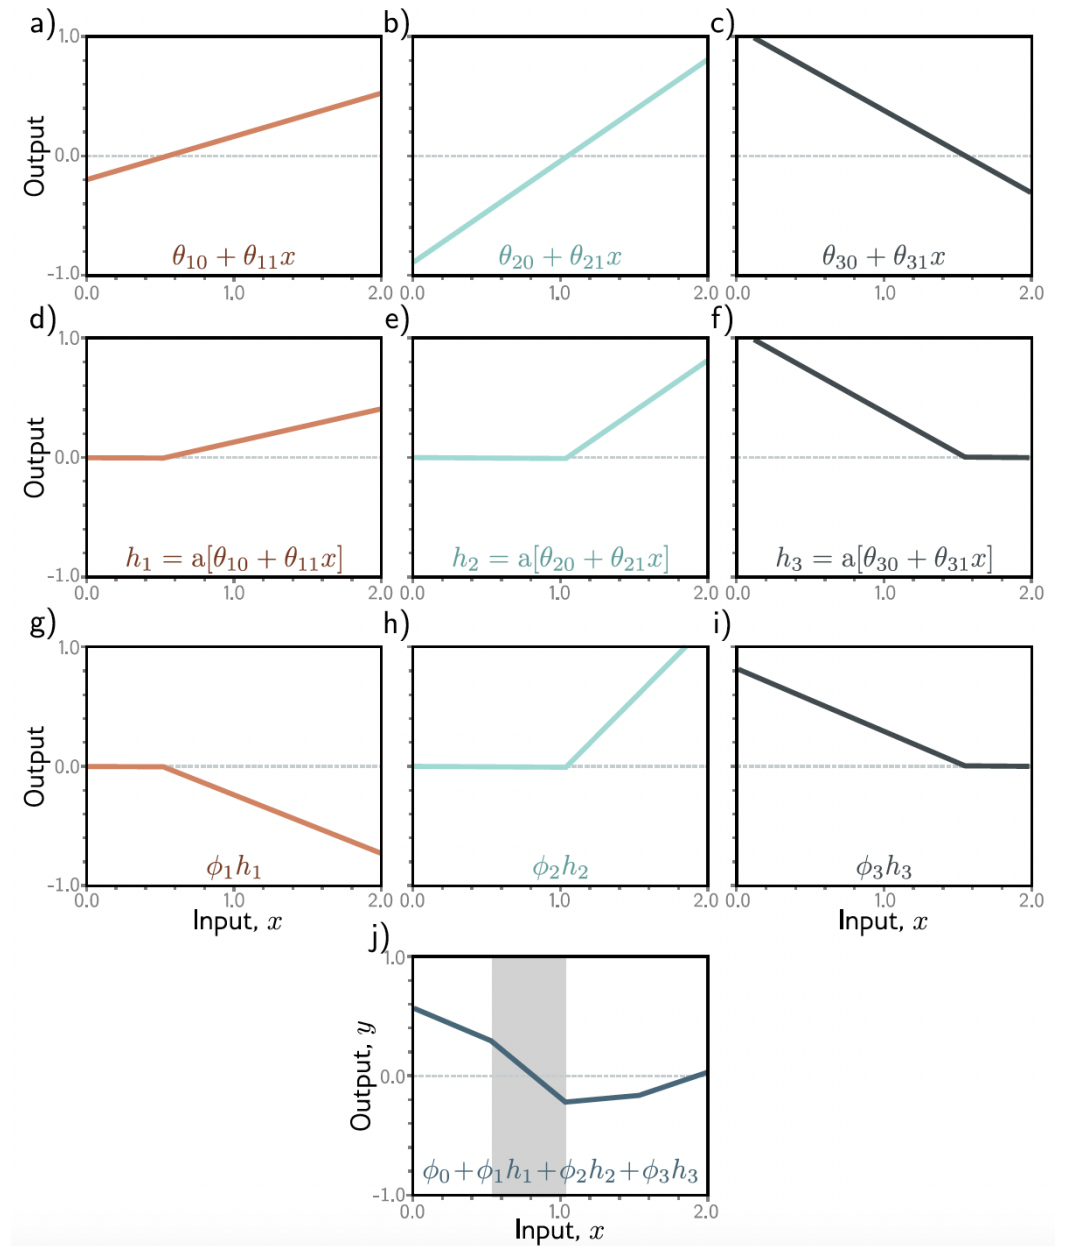 a) b) c)
1.0
Output
0.0
-1.0
θ₁₀ + θ₁₁x θ₂₀ + θ₂₁x θ₃₀ + θ₃₁x
0.0 1.0 2.0 0.0 1.0 2.0 0.0 1.0 2.0
d) e) f)
1.0
Output
0.0
-1.0
h₁ = a[θ₁₀ + θ₁₁x] h₂ = a[θ₂₀ + θ₂₁x] h₃ = a[θ₃₀ + θ₃₁x]
0.0 1.0 2.0 0.0 1.0 2.0 0.0 1.0 2.0
g) h) i)
1.0
Output
0.0
-1.0
ϕ₁h₁ ϕ₂h₂ ϕ₃h₃
0.0 1.0 2.0 0.0 1.0 2.0 0.0 1.0 2.0
Input, x Input, x
j)
1.0
Output, y
0.0
-1.0
ϕ₀+ϕ₁h₁+ϕ₂h₂+ϕ₃h₃
0.0 1.0 2.0
Input, x